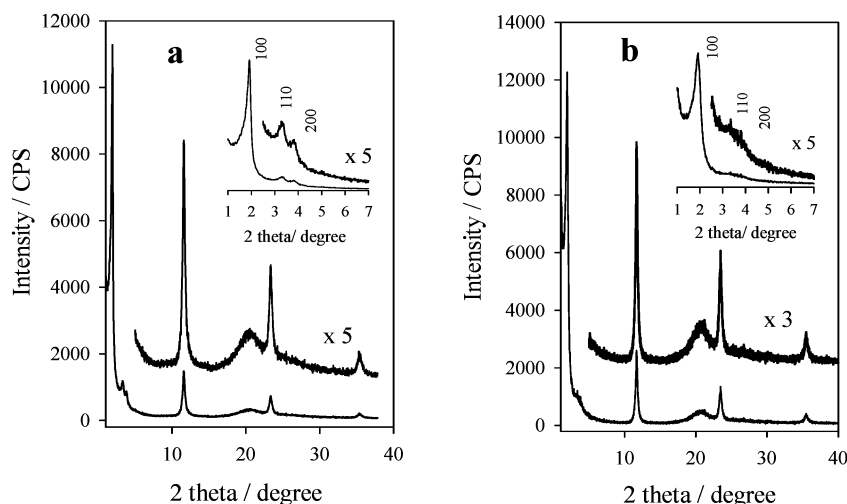 12000
10000
8000
6000
4000
2000
0
Intensity / CPS
a
100
110
200
x 5
1 2 3 4 5 6 7
2 theta/ degree
x 5
10 20 30 40
2 theta / degree
14000
12000
10000
8000
6000
4000
2000
0
Intensity / CPS
b
100
110
200
x 5
1 2 3 4 5 6 7
2 theta/ degree
x 3
10 20 30 40
2 theta / degree